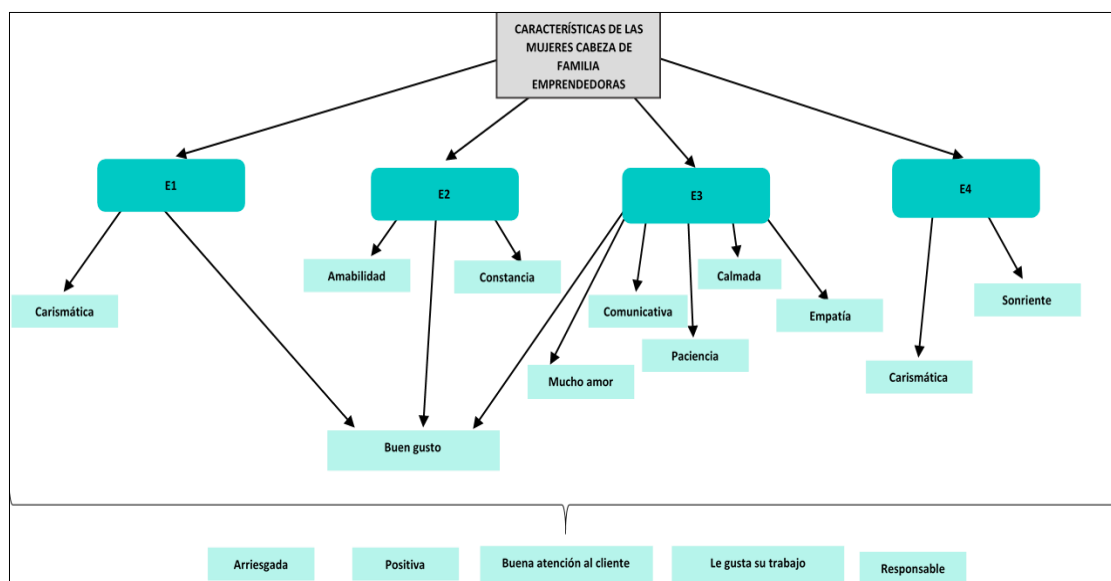 CARACTERÍSTICAS DE LAS
MUJERES CABEZA DE
FAMILIA
EMPRENDEDORAS
E1
E2
E3
E4
Amabilidad
Constancia
Calmada
Carismática
Comunicativa
Empatía
Sonriente
Paciencia
Mucho amor
Carismática
Buen gusto
Arriesgada
Positiva
Buena atención al cliente
Le gusta su trabajo
Responsable